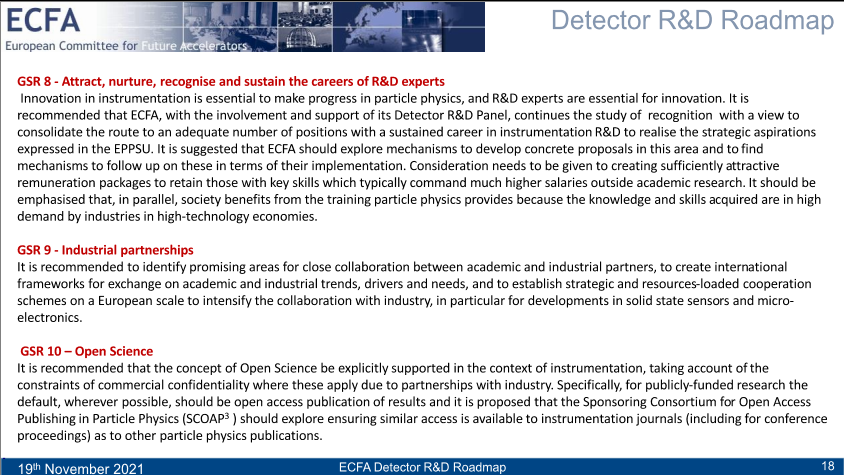 ECFA
Detector R&D Roadmap
European Committee for Future Accelerators
GSR 8 - Attract, nurture, recognise and sustain the careers of R&D experts
Innovation in instrumentation is essential to make progress in particle physics, and R&D experts are essential for innovation. It is
recommended that ECFA, with the involvement and support of its Detector R&D Panel, continues the study of recognition with a view to
consolidate the route to an adequate number of positions with a sustained career in instrumentation R&D to realise the strategic aspirations
expressed in the EPPSU. It is suggested that ECFA should explore mechanisms to develop concrete proposals in this area and to find
mechanisms to follow up on these in terms of their implementation. Consideration needs to be given to creating sufficiently attractive
remuneration packages to retain those with key skills which typically command much higher salaries outside academic research. It should be
emphasised that, in parallel, society benefits from the training particle physics provides because the knowledge and skills acquired are in high
demand by industries in high-technology economies.
GSR 9 - Industrial partnerships
It is recommended to identify promising areas for close collaboration between academic and industrial partners, to create international
frameworks for exchange on academic and industrial trends, drivers and needs, and to establish strategic and resources-loaded cooperation
schemes on a European scale to intensify the collaboration with industry, in particular for developments in solid state sensors and micro-
electronics.
GSR 10 – Open Science
It is recommended that the concept of Open Science be explicitly supported in the context of instrumentation, taking account of the
constraints of commercial confidentiality where these apply due to partnerships with industry. Specifically, for publicly-funded research the
default, wherever possible, should be open access publication of results and it is proposed that the Sponsoring Consortium for Open Access
Publishing in Particle Physics (SCOAP³ ) should explore ensuring similar access is available to instrumentation journals (including for conference
proceedings) as to other particle physics publications.
19th November 2021
ECFA Detector R&D Roadmap
18